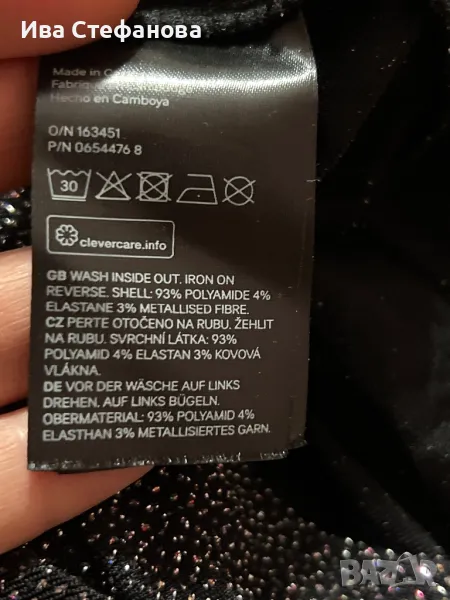 Ива Стефанова
Made in
Hecho en Camboya
O/N 163451
P/N 0654476 8
30
clevercare.info
GB WASH INSIDE OUT. IRON ON
REVERSE. SHELL: 93% POLYAMIDE 4%
ELASTANE 3% METALLISED FIBRE.
CZ PERTE OTOČENO NA RUBU. ŽEHLIT
NA RUBU. SVRCHNÍ LÁTKA: 93%
POLYAMID 4% ELASTAN 3% KOVOVÁ
VLÁKNA.
DE VOR DER WÄSCHE AUF LINKS
DREHEN. AUF LINKS BÜGELN.
OBERMATERIAL: 93% POLYAMID 4%
ELASTHAN 3% METALLISIERTES GARN.
BAZAR.BG